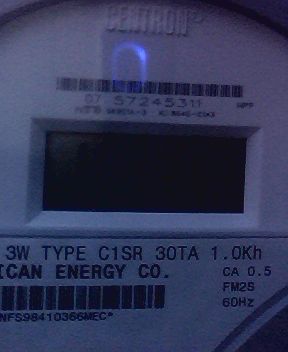 CENTRON
07 57245311
3W TYPE C1SR 30TA 1.0Kh
ICAN ENERGY CO.
CA 0.5
FM2S
60Hz
NFS98410366MEC*